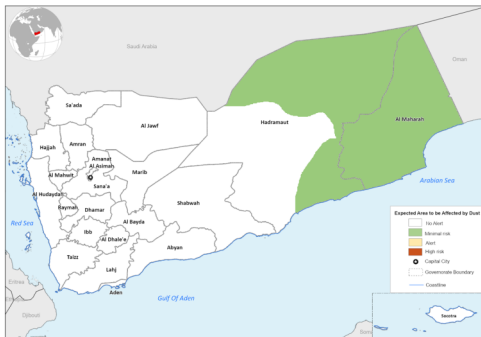 Saudi Arabia
Oman
Sa'ada
Al Jawf
Hadramaut
Al Maharah
Hajjah
Amran
Amanat
Al Asimah
Al Mahwit
Marib
Sana'a
Al Hudaydah
Raymah
Dhamar
Shabwah
Arabian Sea
Red Sea
Ibb
Al Bayda
Al Dhale'e
Taizz
Abyan
Lahj
Aden
Eritrea
Djibouti
Gulf Of Aden
Expected Area to be Affected by Dust
No Alert
Minimal risk
Alert
High risk
Capital City
Governorate Boundary
Coastline
Socotra